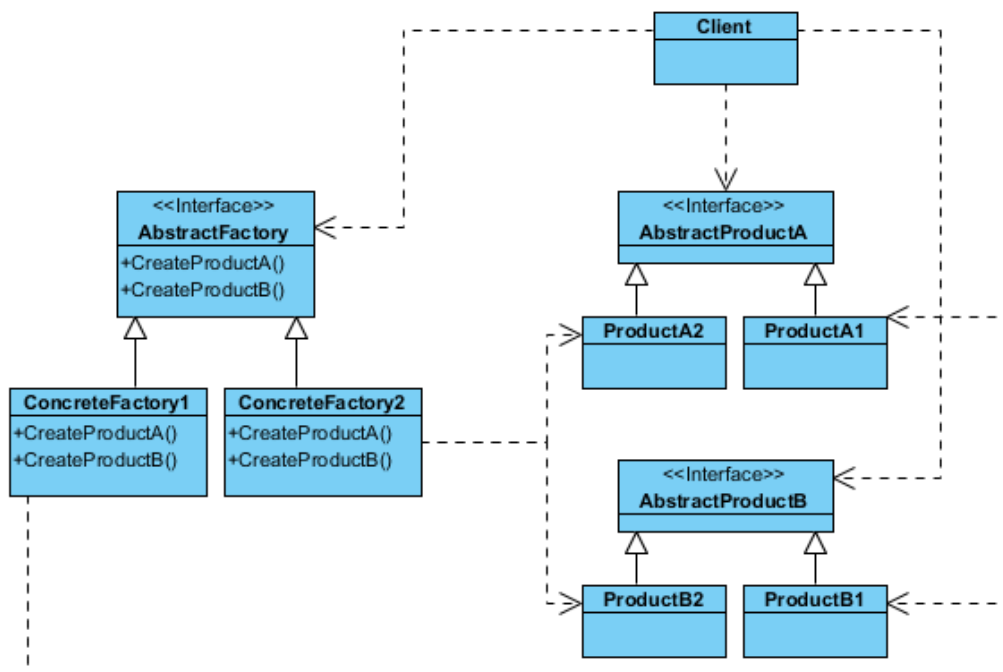 Client
<<Interface>>
AbstractFactory
+CreateProductA()
+CreateProductB()
<<Interface>>
AbstractProductA
ProductA2
ProductA1
ConcreteFactory1
+CreateProductA()
+CreateProductB()
ConcreteFactory2
+CreateProductA()
+CreateProductB()
<<Interface>>
AbstractProductB
ProductB2
ProductB1